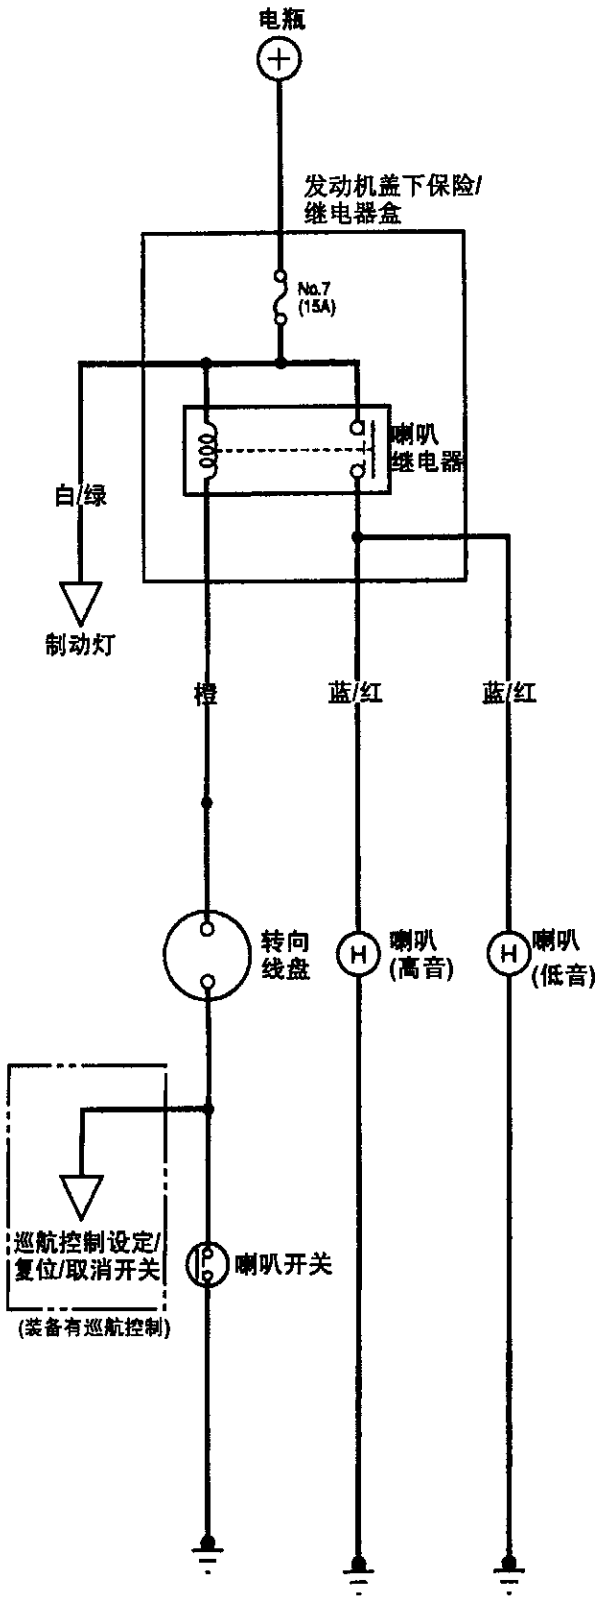 电瓶
发动机盖下保险/
继电器盒
No.7
(15A)
喇叭
继电器
白/绿
制动灯
橙
蓝/红
蓝/红
转向
线盘
喇叭
(高音)
喇叭
(低音)
H
H
巡航控制设定/
复位/取消开关
喇叭开关
(装备有巡航控制)